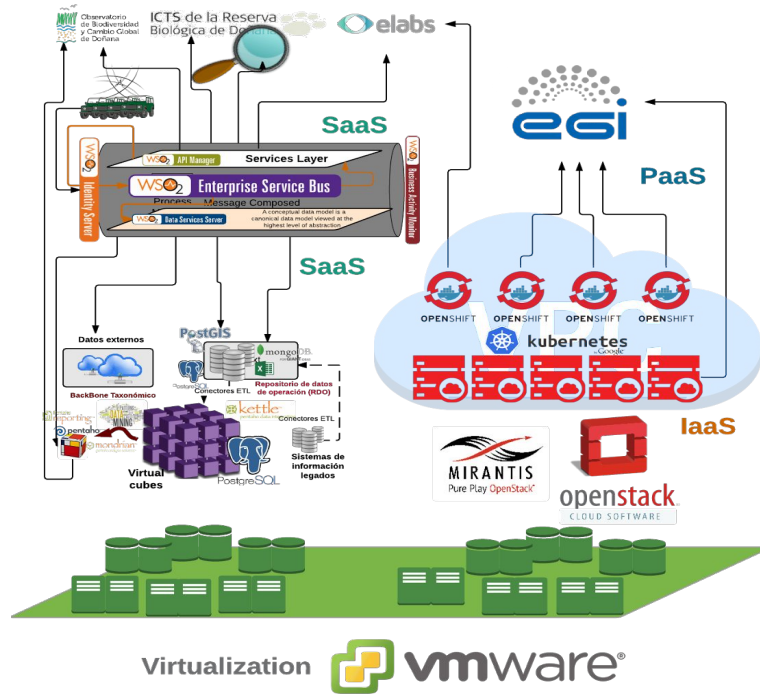 Observatorio
de Biodiversidad
y Cambio Global
de Doñana
ICTS de la Reserva
Biológica de Doñana
elabs
SaaS
egi
PaaS
WSO2 API Manager
Services Layer
WSO2 Identity Server
WSO2 Enterprise Service Bus
Process Message Composed
WSO2 Data Services Server
A conceptual data model is a
canonical data model viewed at the
highest level of abstraction.
Business Activity Monitor
SaaS
VPC
OPENSHIFT
OPENSHIFT
OPENSHIFT
OPENSHIFT
kubernetes
by Google
Datos externos
BackBone Taxonómico
PostGIS
mongoDB
PostgreSQL
Repositorio de datos
de operación (RDO)
Conectores ETL
kettle
Conectores ETL
pentaho
mondrian
MINING
Virtual
cubes
PostgreSQL
Sistemas de
información
legados
IaaS
MIRANTIS
Pure Play OpenStack
openstack
CLOUD SOFTWARE
Virtualization
vmware®